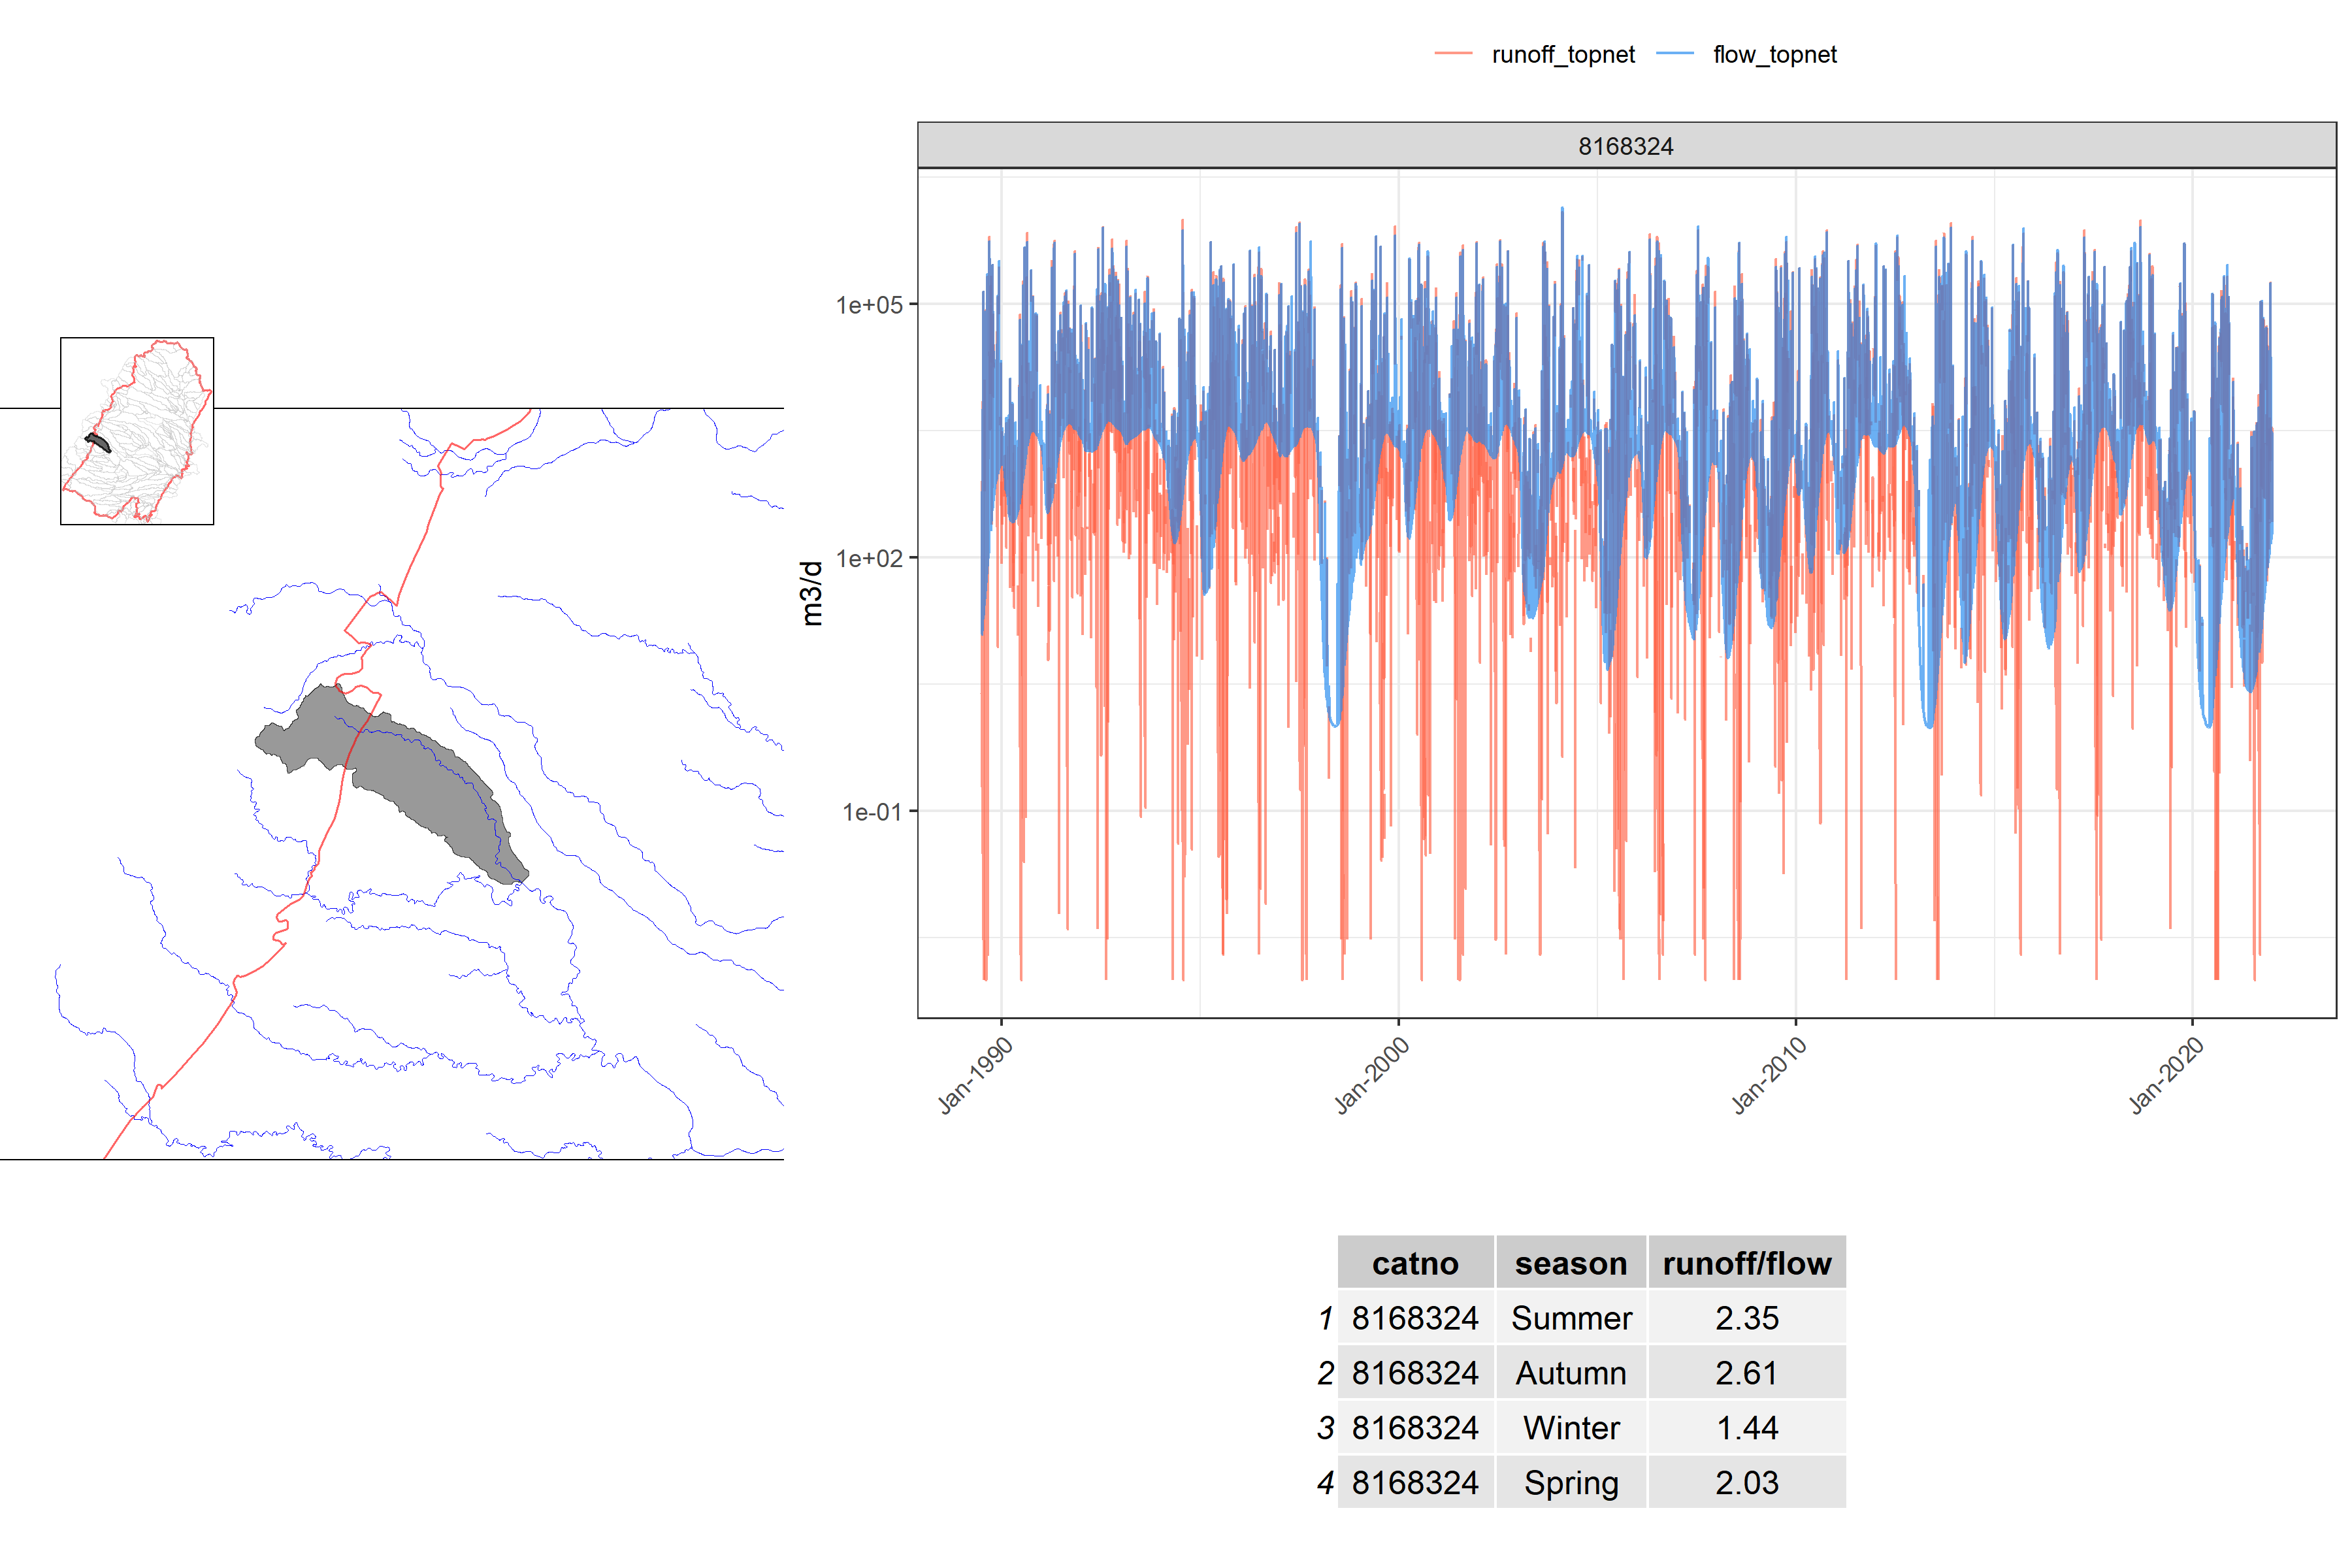 runoff_topnet flow_topnet
8168324
m3/d
1e+05
1e+02
1e-01
Jan-1990 Jan-2000 Jan-2010 Jan-2020
catno season runoff/flow
1 8168324 Summer 2.35
2 8168324 Autumn 2.61
3 8168324 Winter 1.44
4 8168324 Spring 2.03